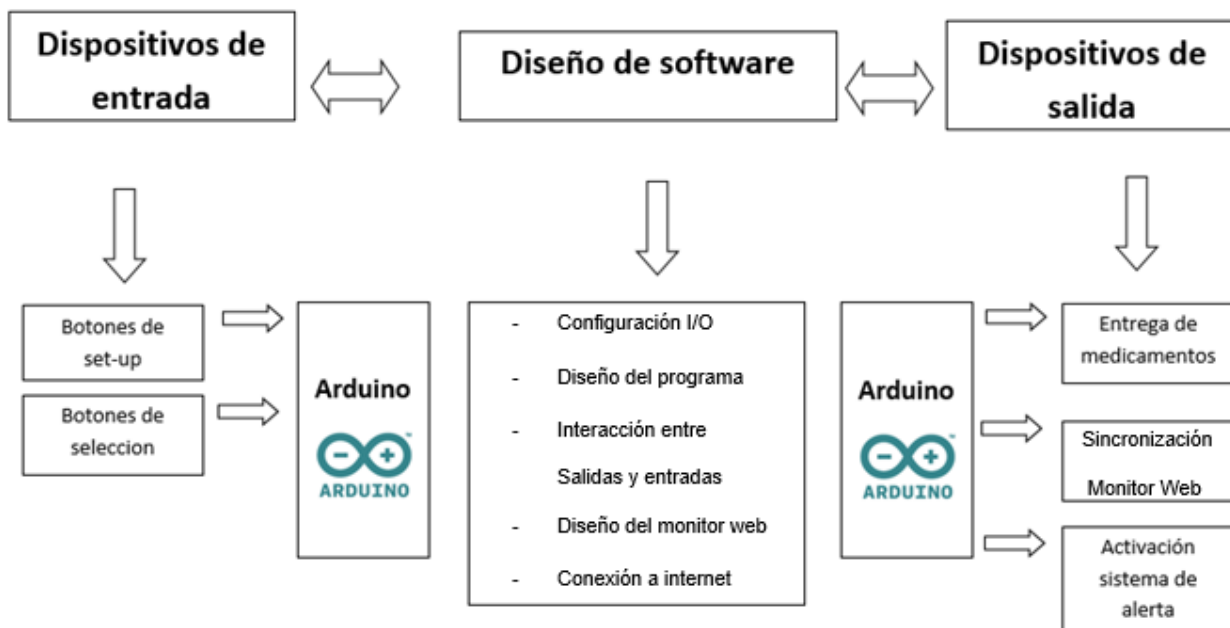 Dispositivos de
entrada
Diseño de software
Dispositivos de
salida
Botones de
set-up
Botones de
seleccion
Arduino
ARDUINO
- Configuración I/O
- Diseño del programa
- Interacción entre
Salidas y entradas
- Diseño del monitor web
- Conexión a internet
Arduino
ARDUINO
Entrega de
medicamentos
Sincronización
Monitor Web
Activación
sistema de
alerta